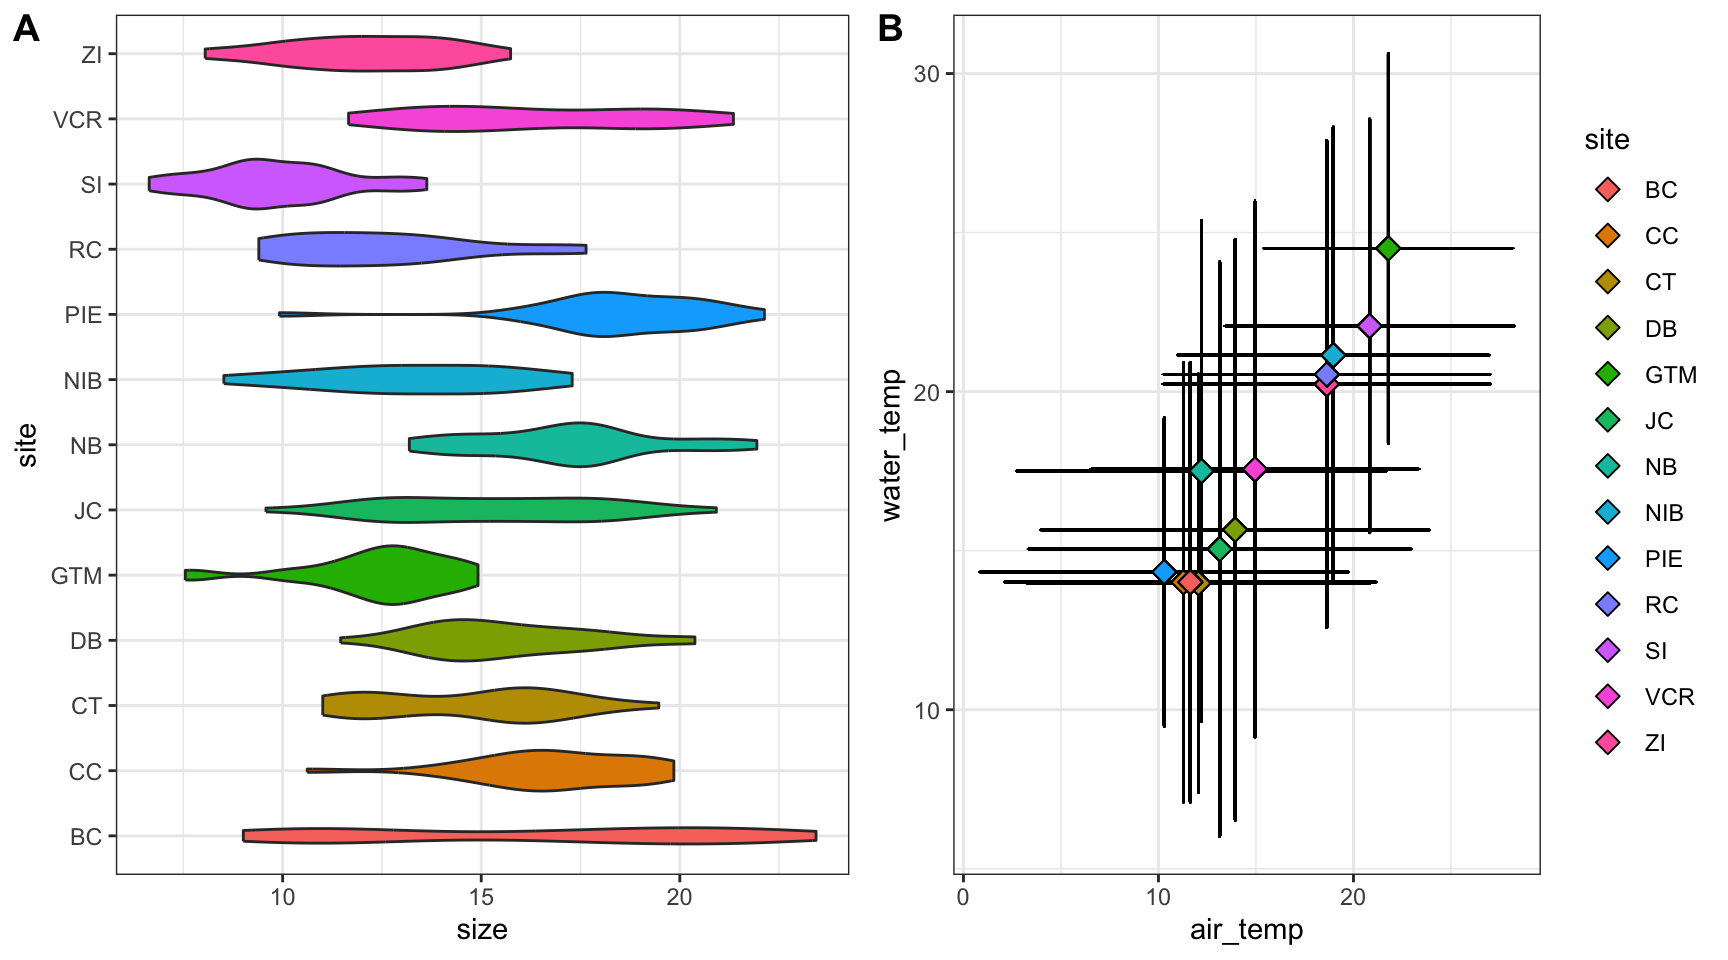 A
ZI
VCR
SI
RC
PIE
NIB
NB
JC
GTM
DB
CT
CC
BC
site
10 15 20
size
B
30
20
10
water_temp
0 10 20
air_temp
site
BC
CC
CT
DB
GTM
JC
NB
NIB
PIE
RC
SI
VCR
ZI